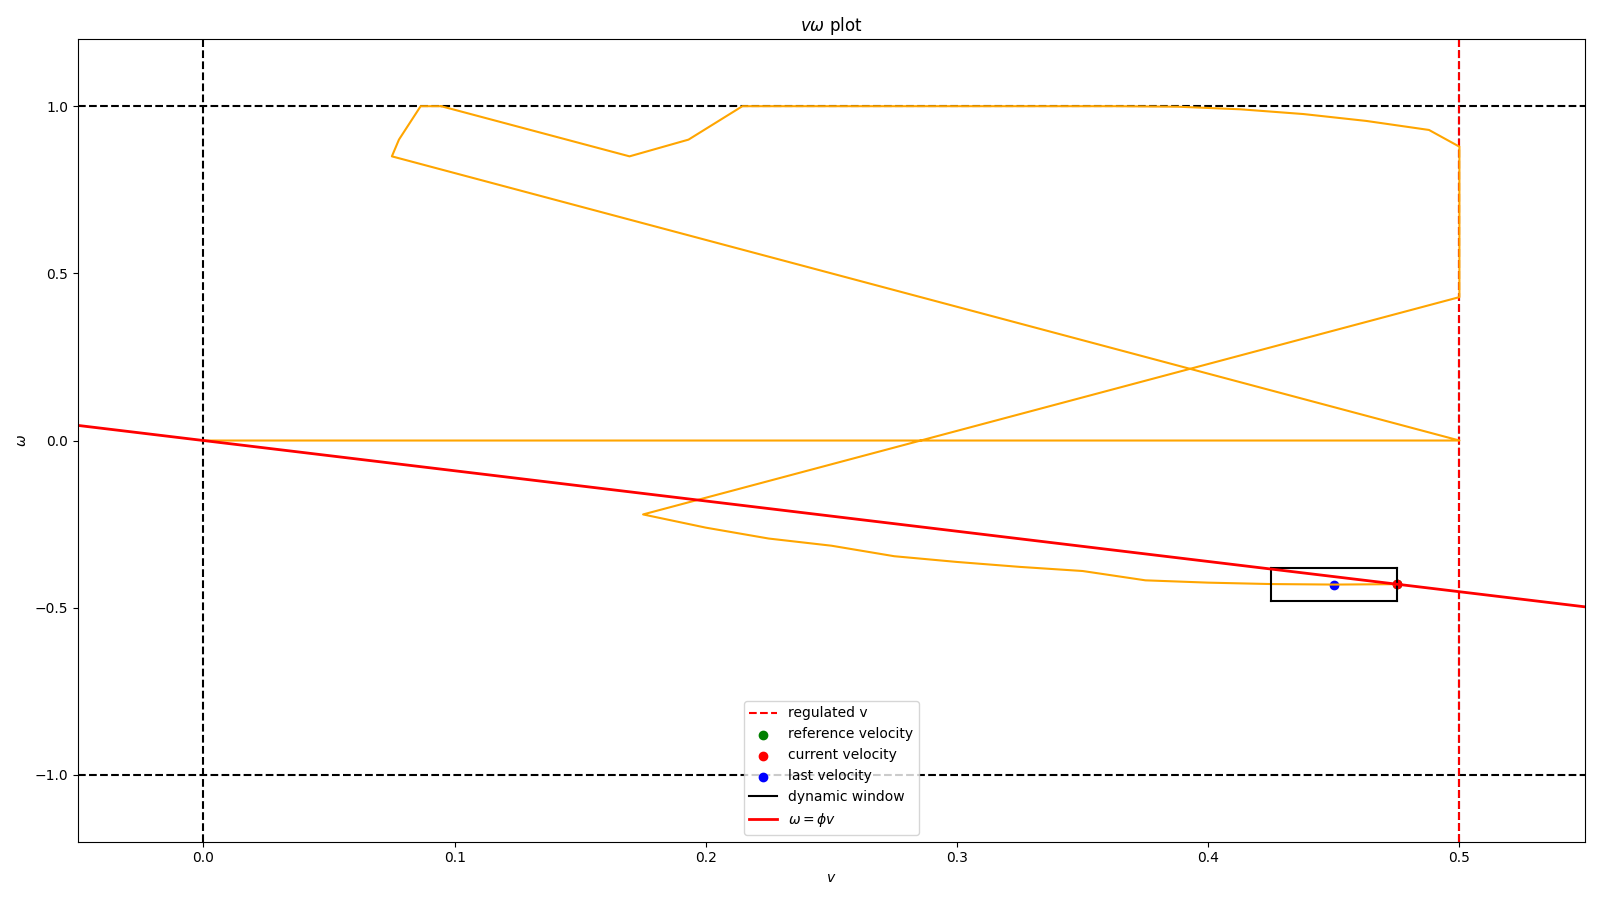 vω plot
1.0
0.5
0.0
−0.5
−1.0
ω
0.0 0.1 0.2 0.3 0.4 0.5
v
regulated v
reference velocity
current velocity
last velocity
dynamic window
ω = ϕv